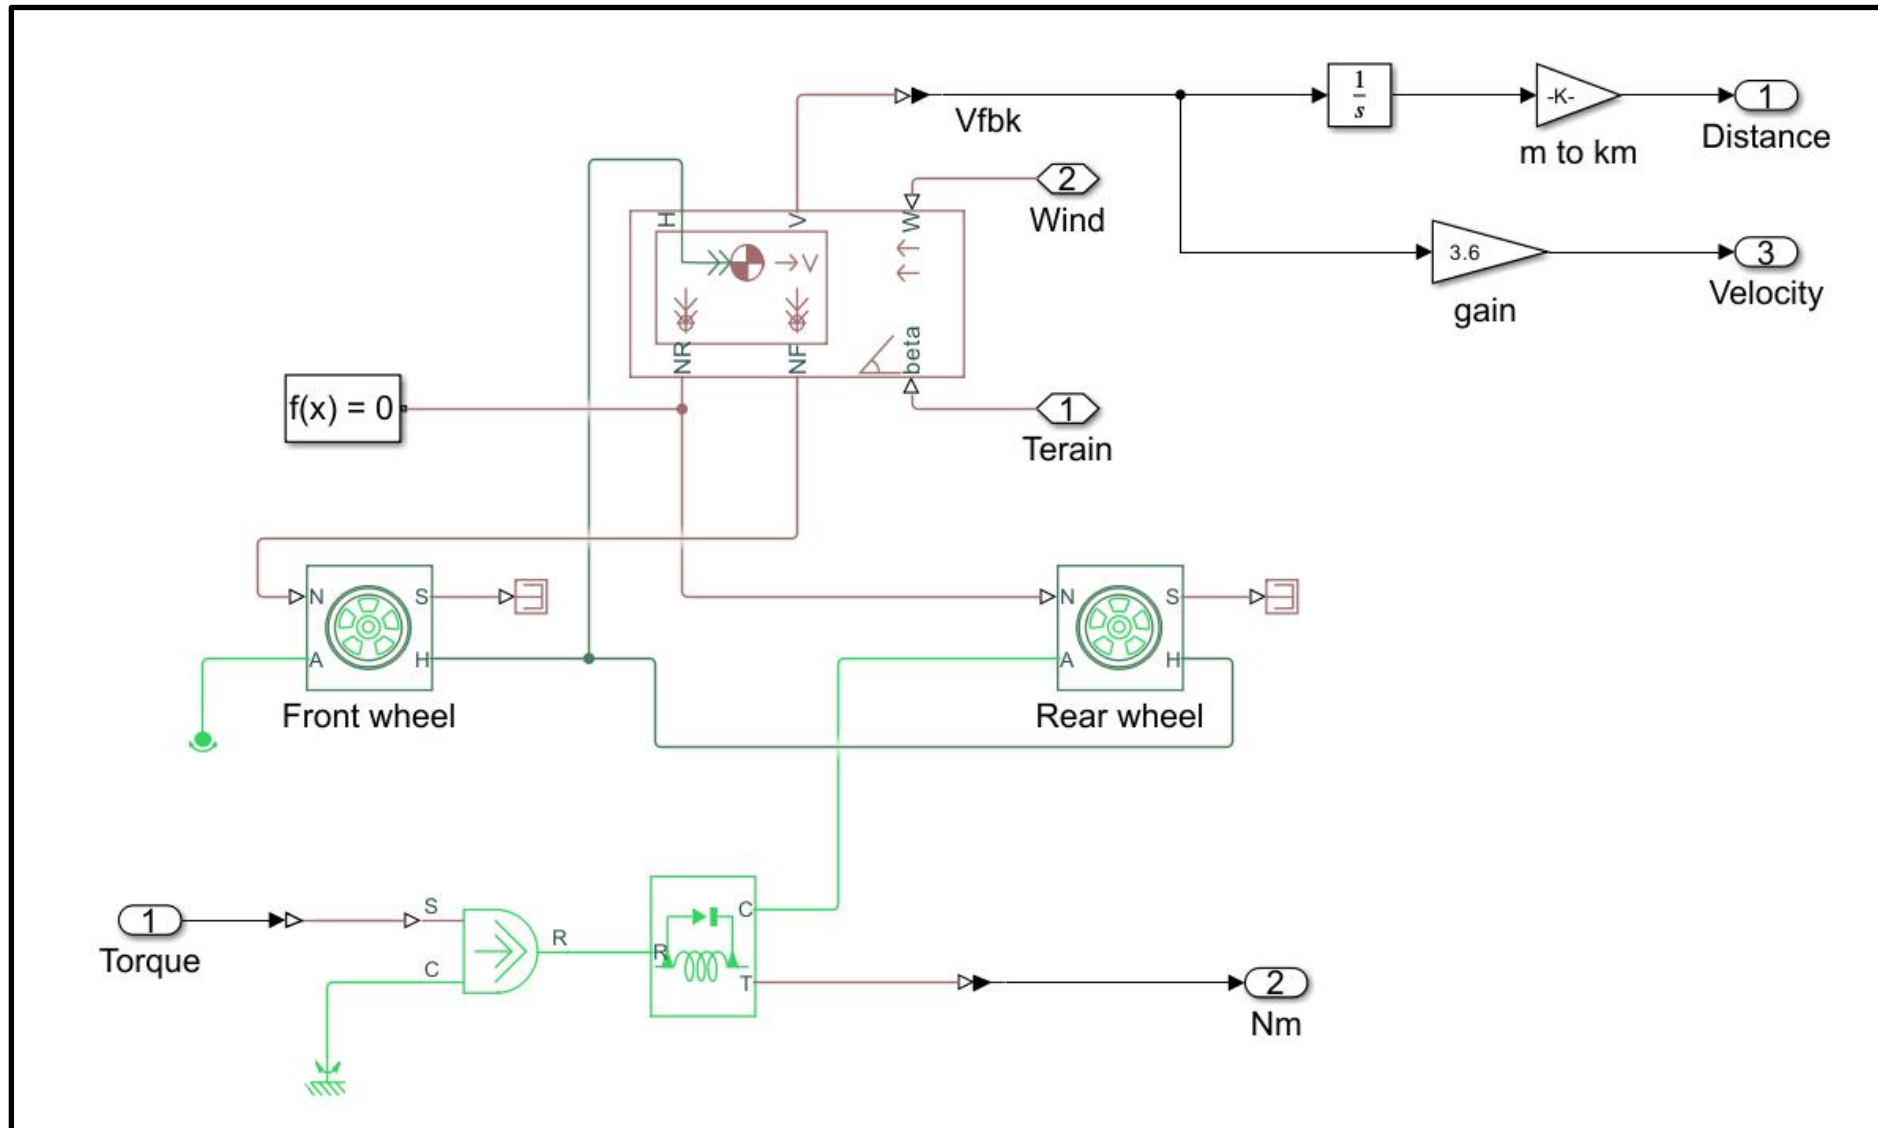 1
s
-K-
1
Vfbk
m to km
Distance
2
Wind
H
V
W
V
3.6
3
gain
Velocity
NR
NF
beta
f(x) = 0
1
Terain
N
S
A
H
Front wheel
N
S
A
H
Rear wheel
1
Torque
S
C
R
R
C
T
2
Nm